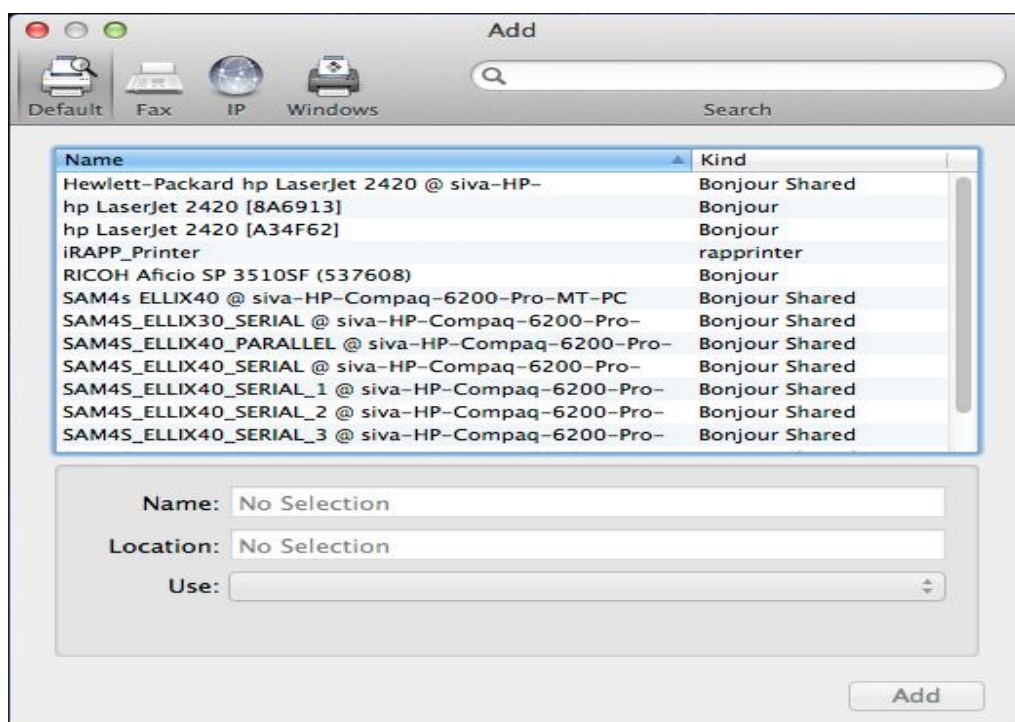 Add
Default Fax IP Windows Search
Name Kind
Hewlett-Packard hp LaserJet 2420 @ siva-HP- Bonjour Shared
hp LaserJet 2420 [8A6913] Bonjour
hp LaserJet 2420 [A34F62] Bonjour
iRAPP_Printer rapprinter
RICOH Aficio SP 3510SF (537608) Bonjour
SAM4s ELLIX40 @ siva-HP-Compaq-6200-Pro-MT-PC Bonjour Shared
SAM4S_ELLIX30_SERIAL @ siva-HP-Compaq-6200-Pro- Bonjour Shared
SAM4S_ELLIX40_PARALLEL @ siva-HP-Compaq-6200-Pro- Bonjour Shared
SAM4S_ELLIX40_SERIAL @ siva-HP-Compaq-6200-Pro- Bonjour Shared
SAM4S_ELLIX40_SERIAL_1 @ siva-HP-Compaq-6200-Pro- Bonjour Shared
SAM4S_ELLIX40_SERIAL_2 @ siva-HP-Compaq-6200-Pro- Bonjour Shared
SAM4S_ELLIX40_SERIAL_3 @ siva-HP-Compaq-6200-Pro- Bonjour Shared
Name: No Selection
Location: No Selection
Use:
Add